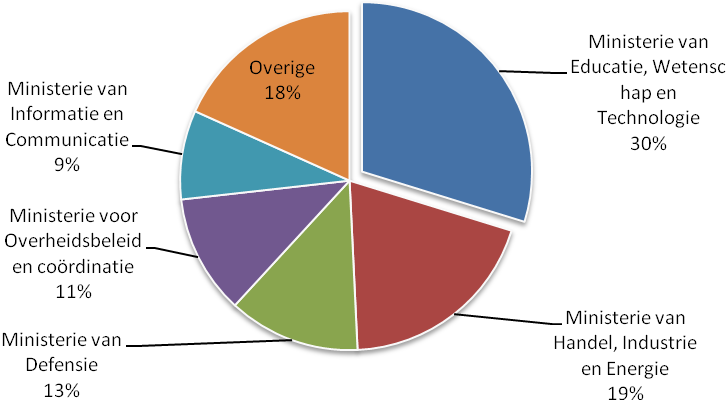 Ministerie van
Educatie, Wetensc
hap en
Technologie
30%
Ministerie van
Handel, Industrie
en Energie
19%
Ministerie van
Defensie
13%
Ministerie voor
Overheidsbeleid
en coördinatie
11%
Ministerie van
Informatie en
Communicatie
9%
Overige
18%